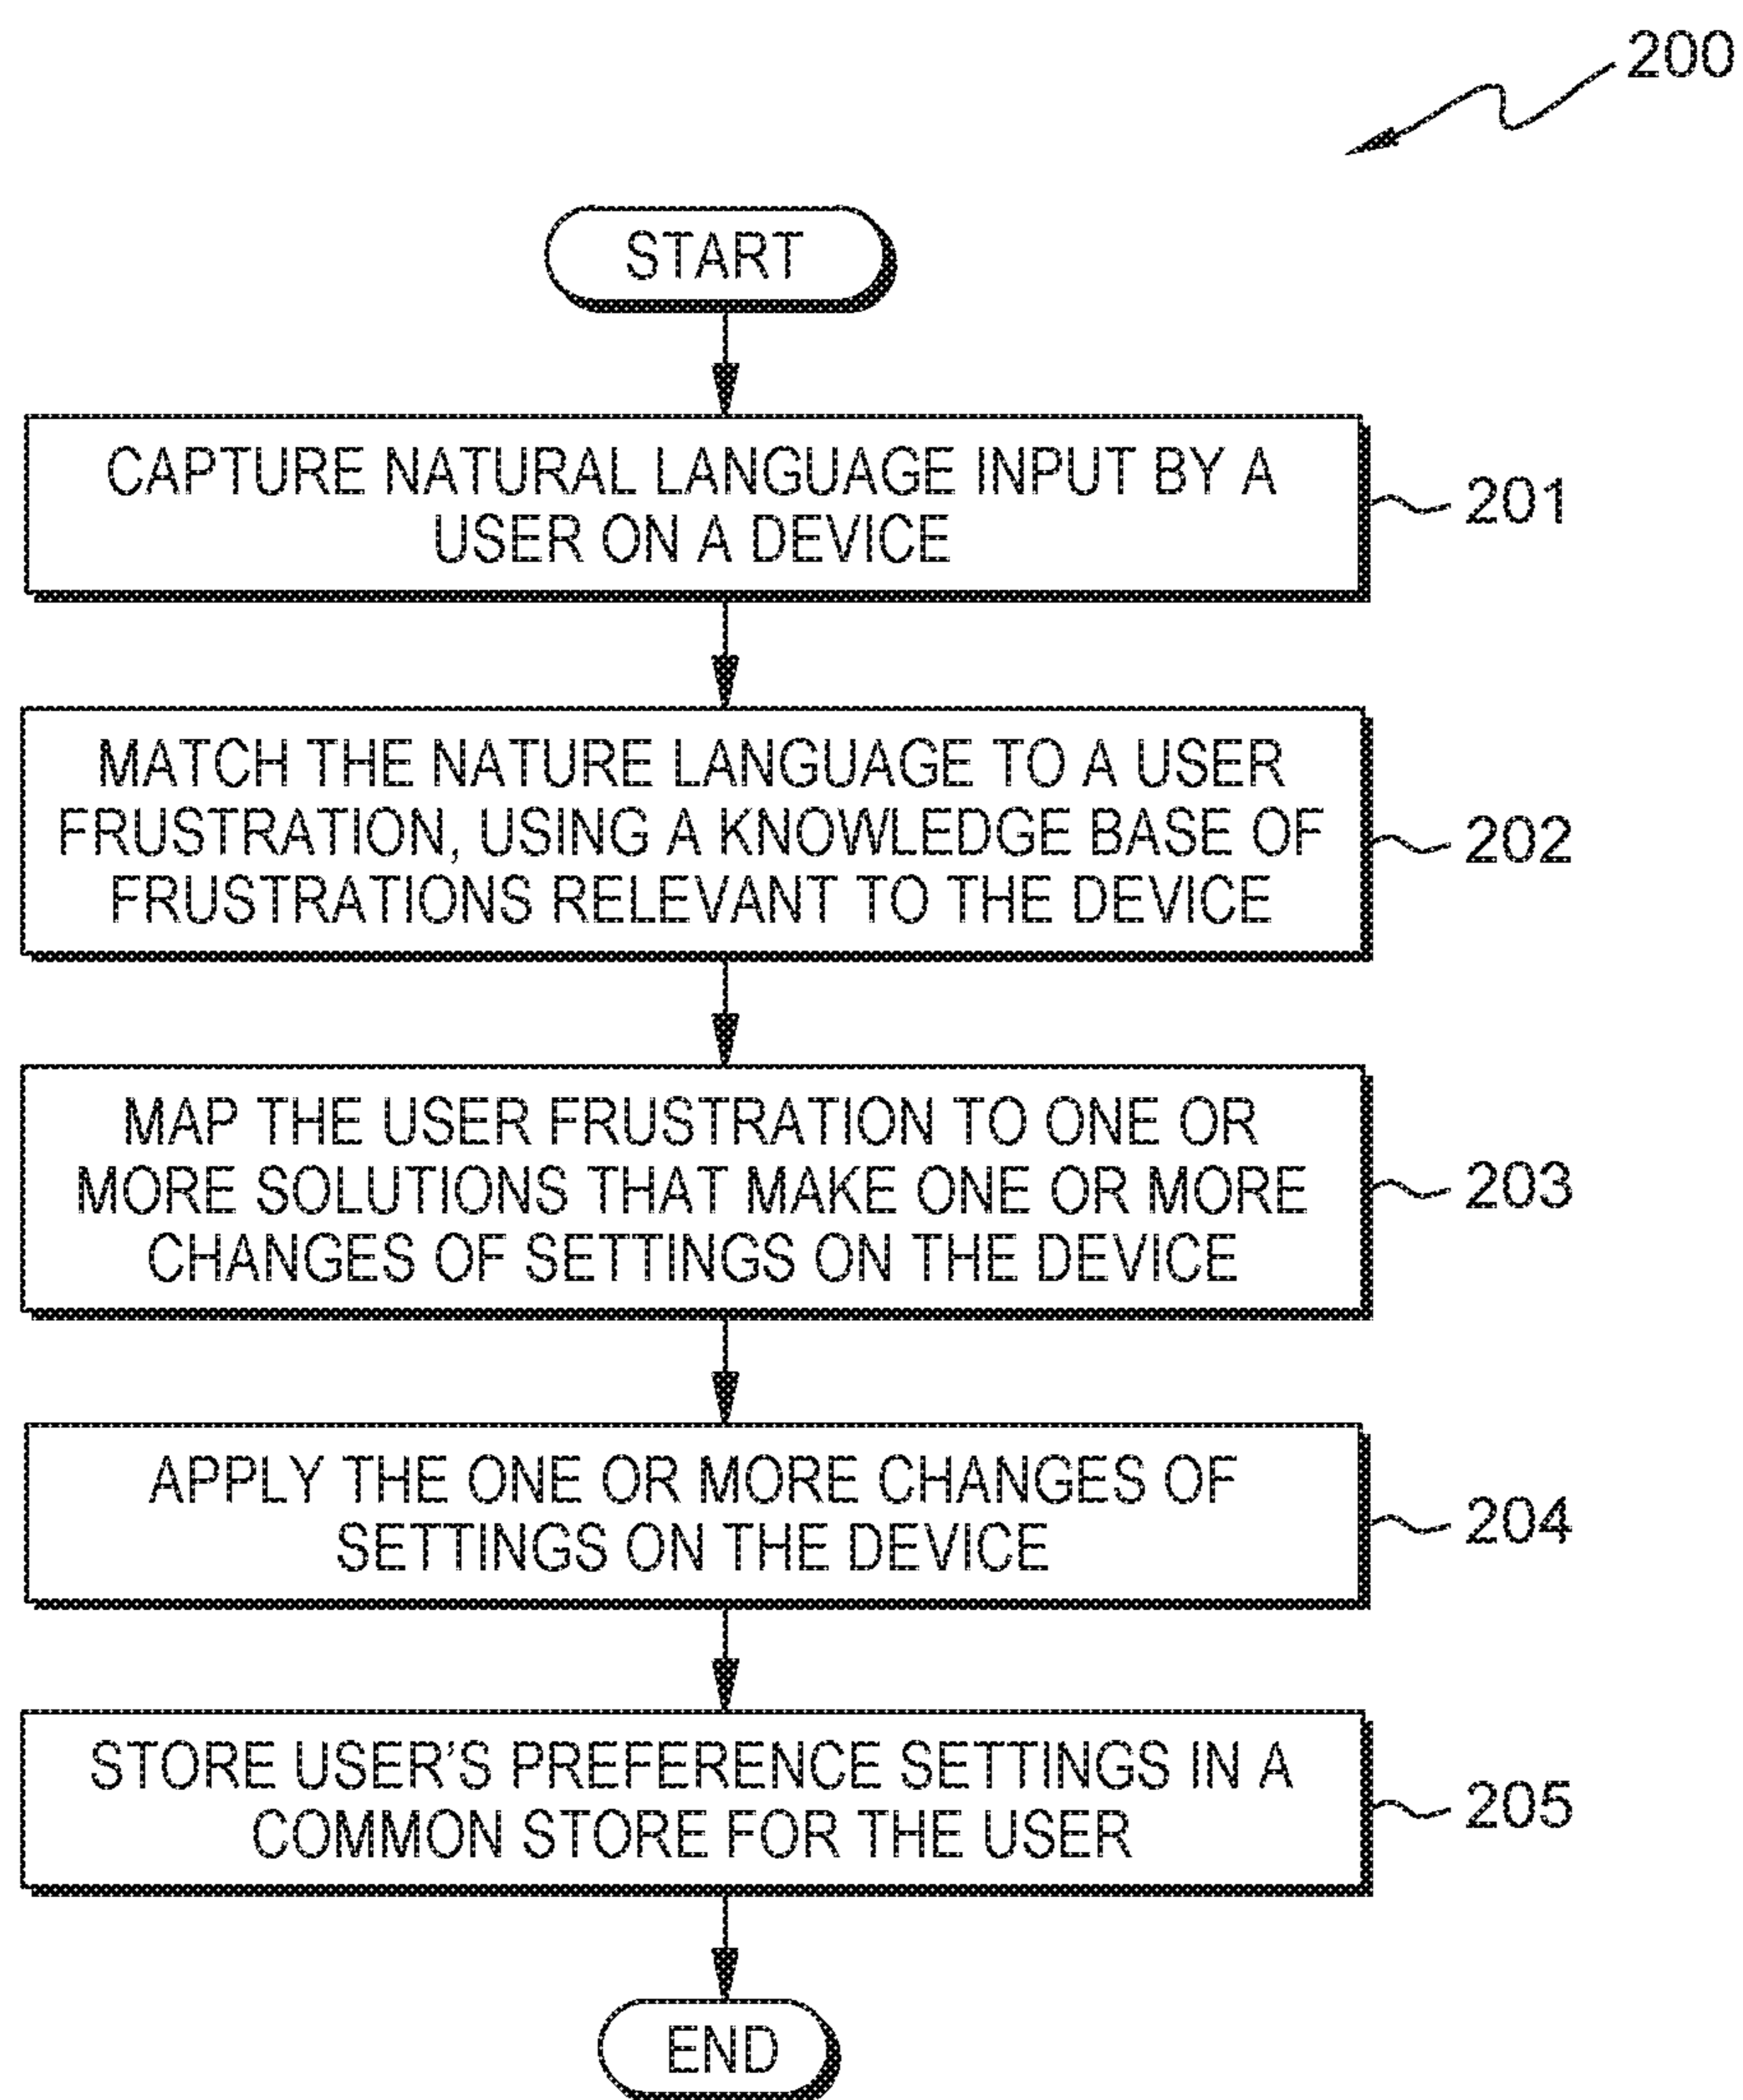 200
START
CAPTURE NATURAL LANGUAGE INPUT BY A
USER ON A DEVICE
201
MATCH THE NATURE LANGUAGE TO A USER
FRUSTRATION, USING A KNOWLEDGE BASE OF
FRUSTRATIONS RELEVANT TO THE DEVICE
202
MAP THE USER FRUSTRATION TO ONE OR
MORE SOLUTIONS THAT MAKE ONE OR MORE
CHANGES OF SETTINGS ON THE DEVICE
203
APPLY THE ONE OR MORE CHANGES OF
SETTINGS ON THE DEVICE
204
STORE USER'S PREFERENCE SETTINGS IN A
COMMON STORE FOR THE USER
205
END